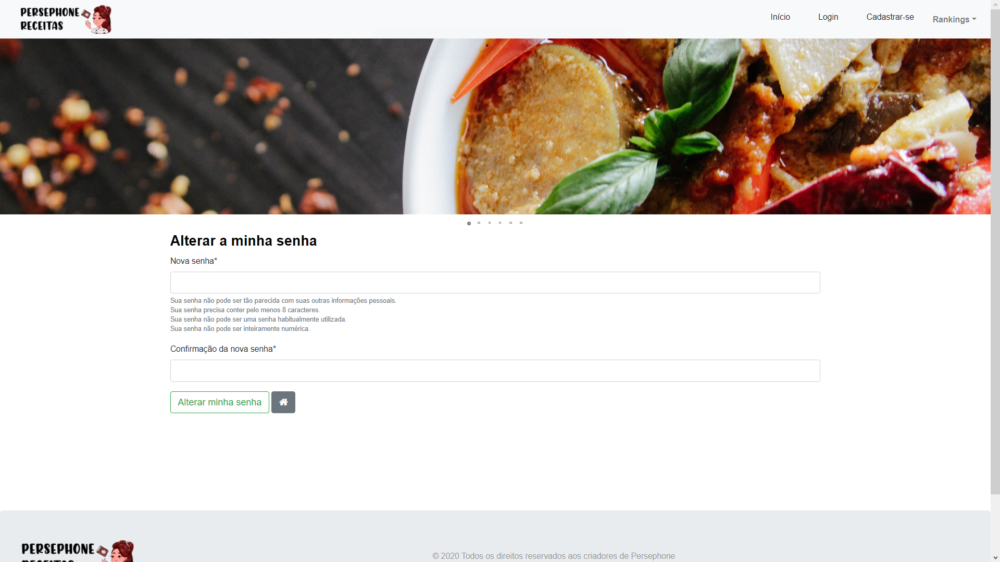 PERSEPHONE
RECEITAS
Início
Login
Cadastrar-se
Rankings
Alterar a minha senha
Nova senha*
Sua senha não pode ser tão parecida com suas outras informações pessoais.
Sua senha precisa conter pelo menos 8 caracteres.
Sua senha não pode ser uma senha habitualmente utilizada.
Sua senha não pode ser inteiramente numérica.
Confirmação da nova senha*
Alterar minha senha
PERSEPHONE
RECEITAS
© 2020 Todos os direitos reservados aos criadores de Persephone